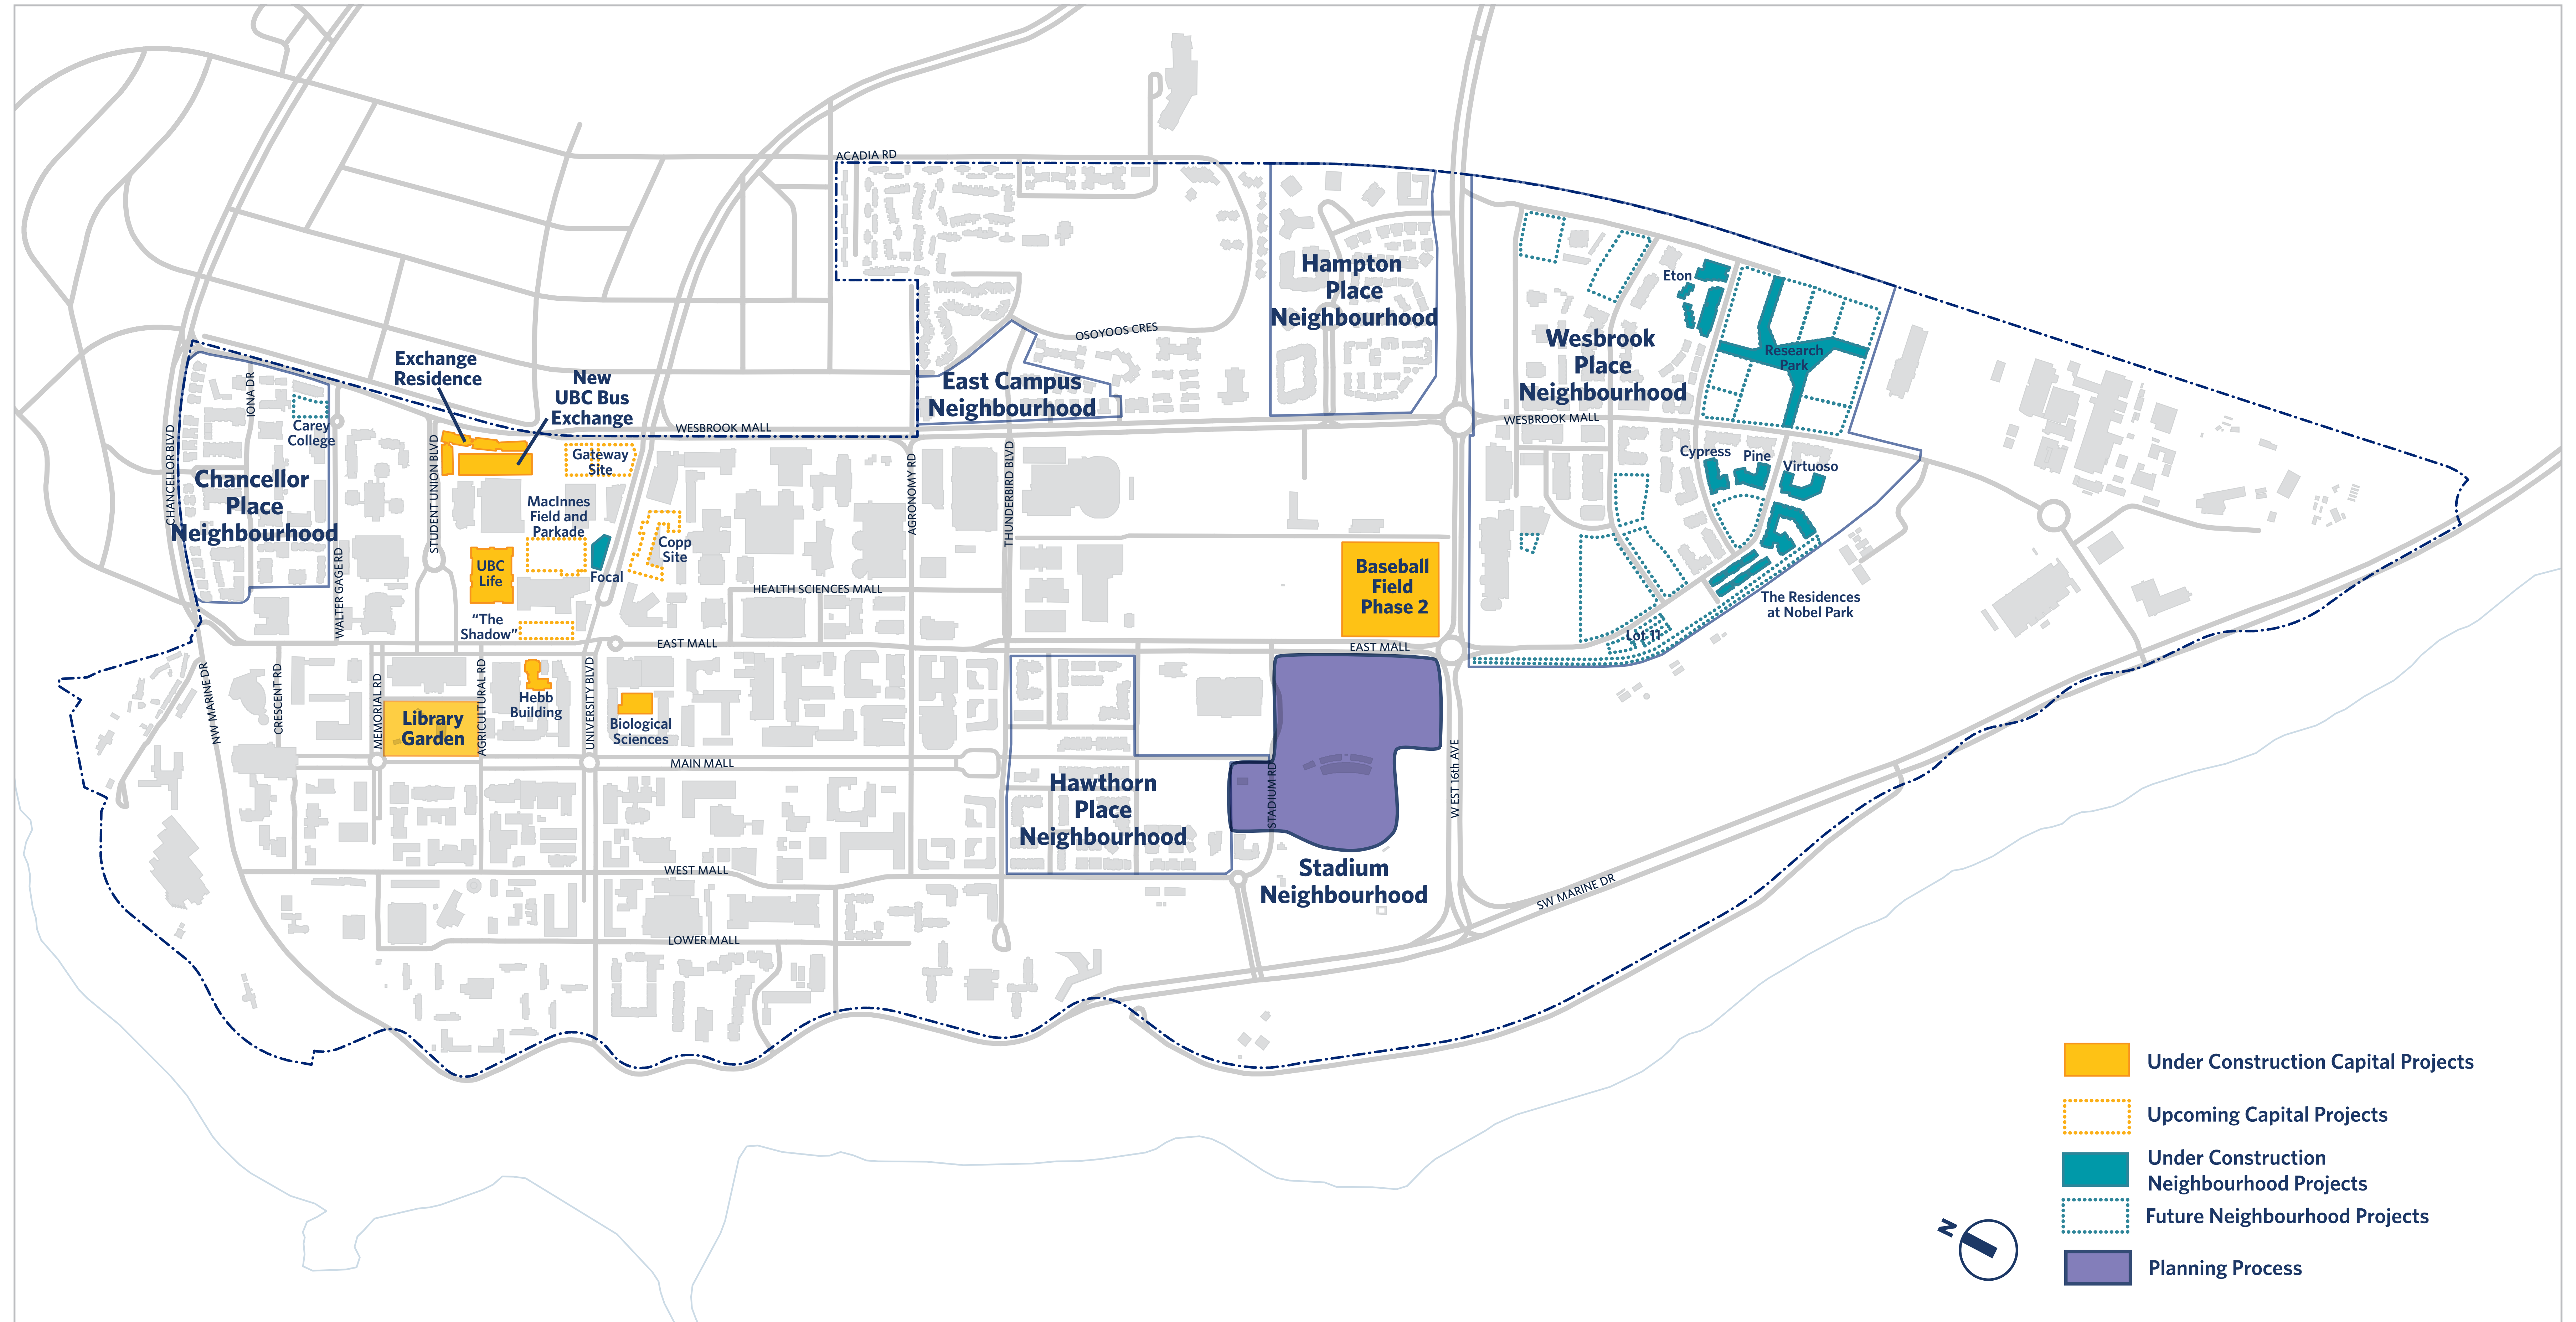 ACADIA RD
Hampton
Place
Neighbourhood
Eton
OSOYOOS CRES
Wesbrook
Place
Neighbourhood
Research
Park
Exchange
Residence
New
UBC Bus
Exchange
IONA DR
East Campus
Neighbourhood
Carey
College
WESBROOK MALL
WESBROOK MALL
CHANCELLOR BLVD
Chancellor
Place
Neighbourhood
STUDENT UNION BLVD
Gateway
Site
MacInnes
Field and
Parkade
Copp
Site
AGRONOMY RD
THUNDERBIRD BLVD
Cypress
Pine
Virtuoso
UBC
Life
Focal
WALTER GAGE RD
HEALTH SCIENCES MALL
Baseball
Field
Phase 2
The Residences
at Nobel Park
"The
Shadow"
EAST MALL
EAST MALL
Lot 11
NW MARINE DR
CRESCENT RD
MEMORIAL RD
Library
Garden
AGRICULTURAL RD
Hebb
Building
UNIVERSITY BLVD
Biological
Sciences
MAIN MALL
Hawthorn
Place
Neighbourhood
STADIUM RD
WEST 16th AVE
Stadium
Neighbourhood
WEST MALL
SW MARINE DR
LOWER MALL
Under Construction Capital Projects
Upcoming Capital Projects
Under Construction
Neighbourhood Projects
Future Neighbourhood Projects
N
Planning Process